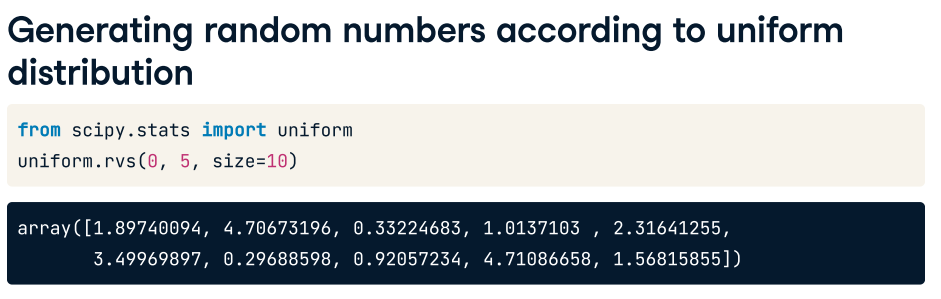 Generating random numbers according to uniform
distribution
from scipy.stats import uniform
uniform.rvs(0, 5, size=10)
array([1.89740094, 4.70673196, 0.33224683, 1.0137103 , 2.31641255,
       3.49969897, 0.29688598, 0.92057234, 4.71086658, 1.56815855])